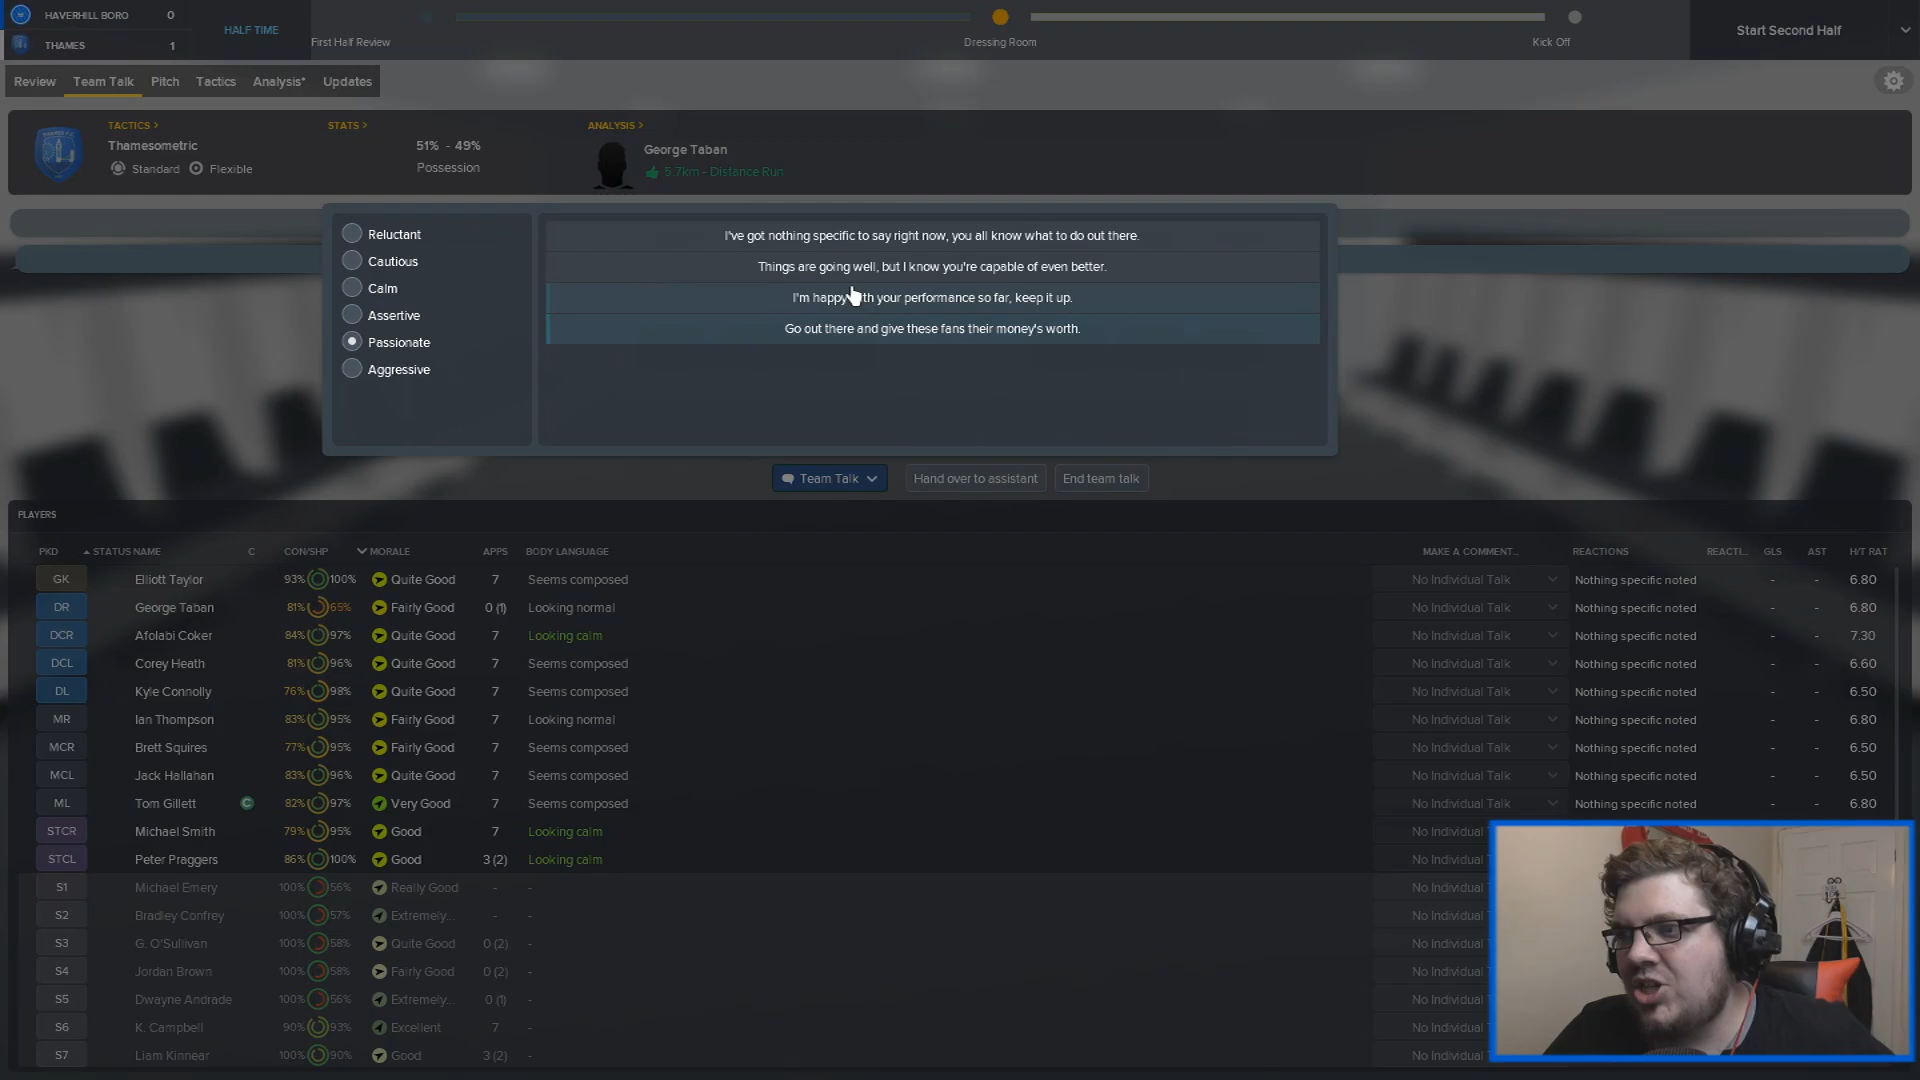 HAVERHILL BORO 0
THAMES 1
HALF TIME
First Half Review
Dressing Room
Kick Off
Start Second Half
Review Team Talk Pitch Tactics Analysis* Updates
TACTICS >
Thamesometric
Standard Flexible
STATS >
51% - 49%
Possession
ANALYSIS >
George Taban
5.7km - Distance Run
Reluctant
Cautious
Calm
Assertive
Passionate
Aggressive
I've got nothing specific to say right now, you all know what to do out there.
Things are going well, but I know you're capable of even better.
I'm happy with your performance so far, keep it up.
Go out there and give these fans their money's worth.
Team Talk Hand over to assistant End team talk
PLAYERS
PKD STATUS NAME C CON/SHP MORALE APPS BODY LANGUAGE MAKE A COMMENT... REACTIONS REACTI... GLS AST H/T RAT
GK Elliott Taylor 93% 100% Quite Good 7 Seems composed No Individual Talk Nothing specific noted - - 6.80
DR George Taban 81% 65% Fairly Good 0 (1) Looking normal No Individual Talk Nothing specific noted - - 6.80
DCR Afolabi Coker 84% 97% Quite Good 7 Looking calm No Individual Talk Nothing specific noted - - 7.30
DCL Corey Heath 81% 96% Quite Good 7 Seems composed No Individual Talk Nothing specific noted - - 6.60
DL Kyle Connolly 76% 98% Quite Good 7 Seems composed No Individual Talk Nothing specific noted - - 6.50
MR Ian Thompson 83% 95% Fairly Good 7 Looking normal No Individual Talk Nothing specific noted - - 6.80
MCR Brett Squires 77% 95% Fairly Good 7 Seems composed No Individual Talk Nothing specific noted - - 6.50
MCL Jack Hallahan 83% 96% Quite Good 7 Seems composed No Individual Talk Nothing specific noted - - 6.50
ML Tom Gillett C 82% 97% Very Good 7 Seems composed No Individual Talk Nothing specific noted - - 6.80
STCR Michael Smith 79% 95% Good 7 Looking calm No Individual
STCL Peter Praggers 86% 100% Good 3 (2) Looking calm No Individual
S1 Michael Emery 100% 56% Really Good - - No Individual
S2 Bradley Confrey 100% 57% Extremely... - - No Individual
S3 G. O'Sullivan 100% 58% Quite Good 0 (2) - No Individual
S4 Jordan Brown 100% 58% Fairly Good 0 (2) - No Individual
S5 Dwayne Andrade 100% 56% Extremely... 0 (1) - No Individual
S6 K. Campbell 90% 93% Excellent 7 - No Individual
S7 Liam Kinnear 100% 90% Good 3 (2) - No Individual